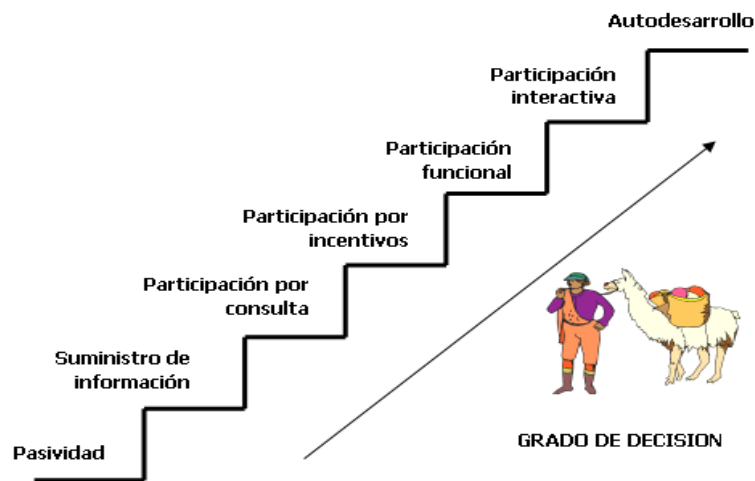 Autodesarrollo
Participación
interactiva
Participación
funcional
Participación por
incentivos
Participación por
consulta
Suministro de
información
Pasividad
GRADO DE DECISION